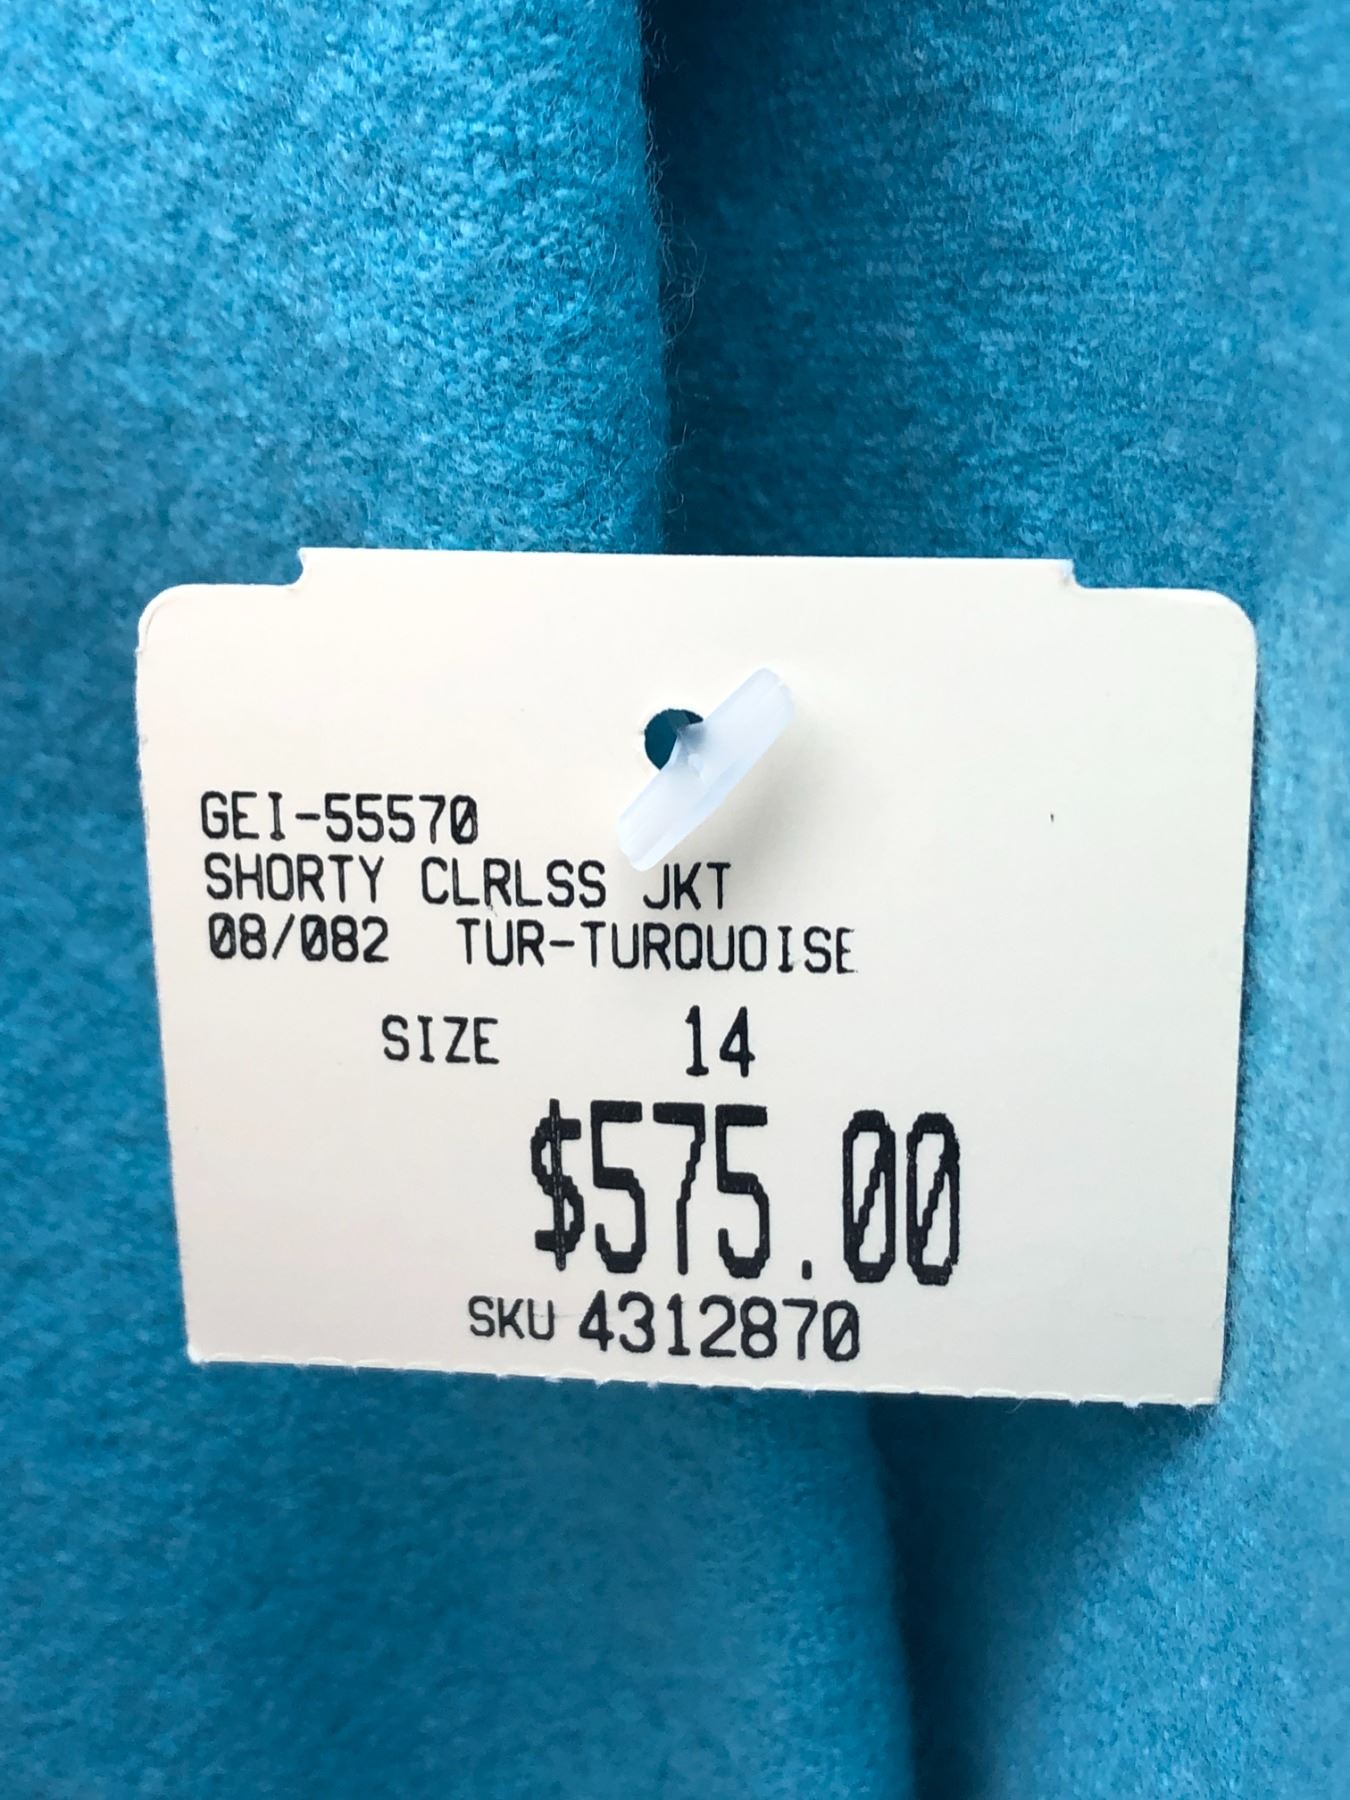 GEI-55570
SHORTY CLRLSS JKT
08/082 TUR-TURQUOISE
SIZE 14
$575.00
SKU 4312870